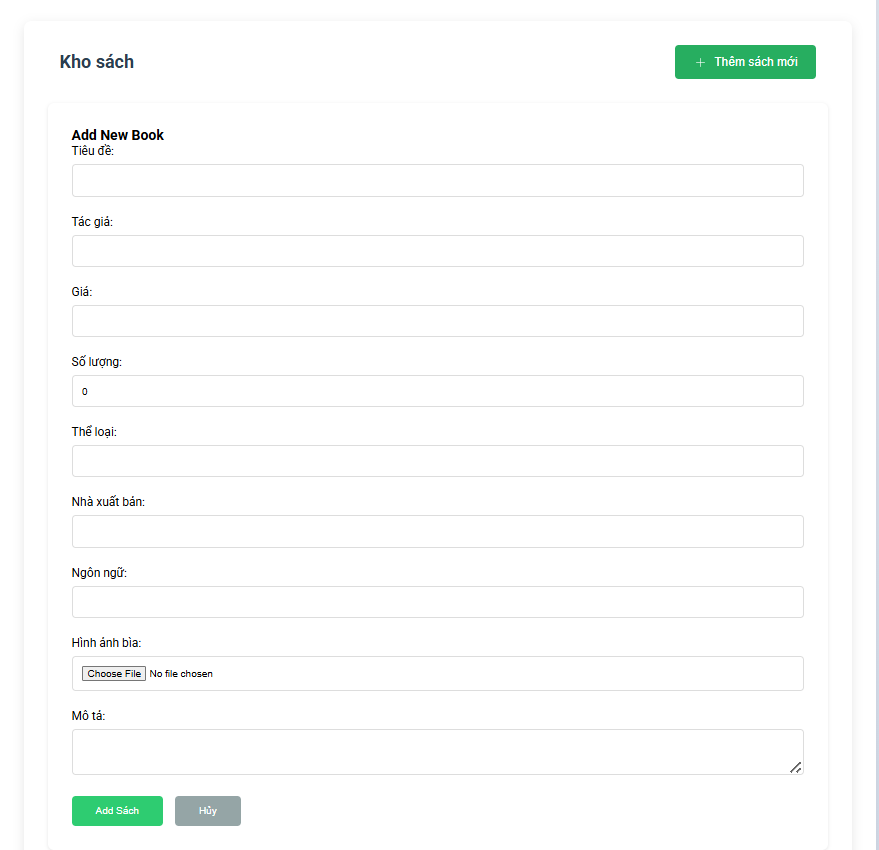 Kho sách
+ Thêm sách mới
Add New Book
Tiêu đề:
Tác giả:
Giá:
Số lượng:
0
Thể loại:
Nhà xuất bản:
Ngôn ngữ:
Hình ảnh bìa:
Choose File No file chosen
Mô tả:
Add Sách
Hủy